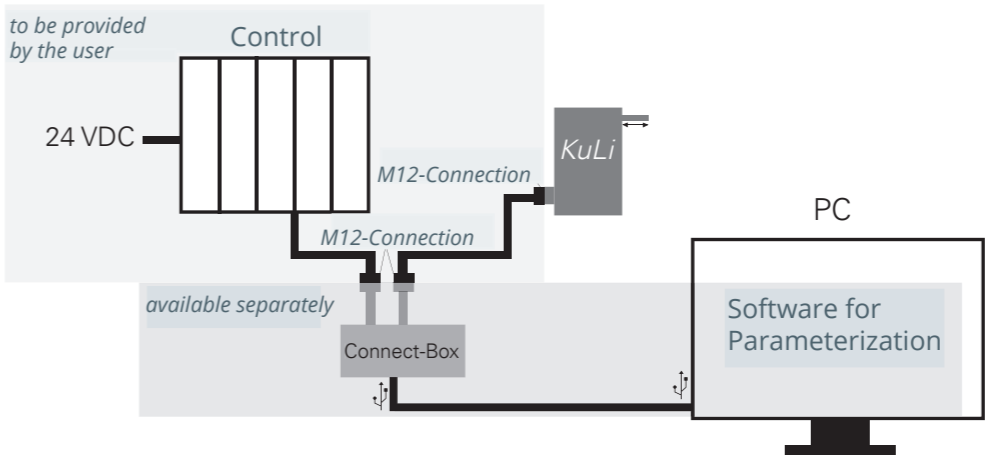 to be provided
by the user
Control
24 VDC
KuLi
M12-Connection
PC
M12-Connection
available separately
Software for
Parameterization
Connect-Box